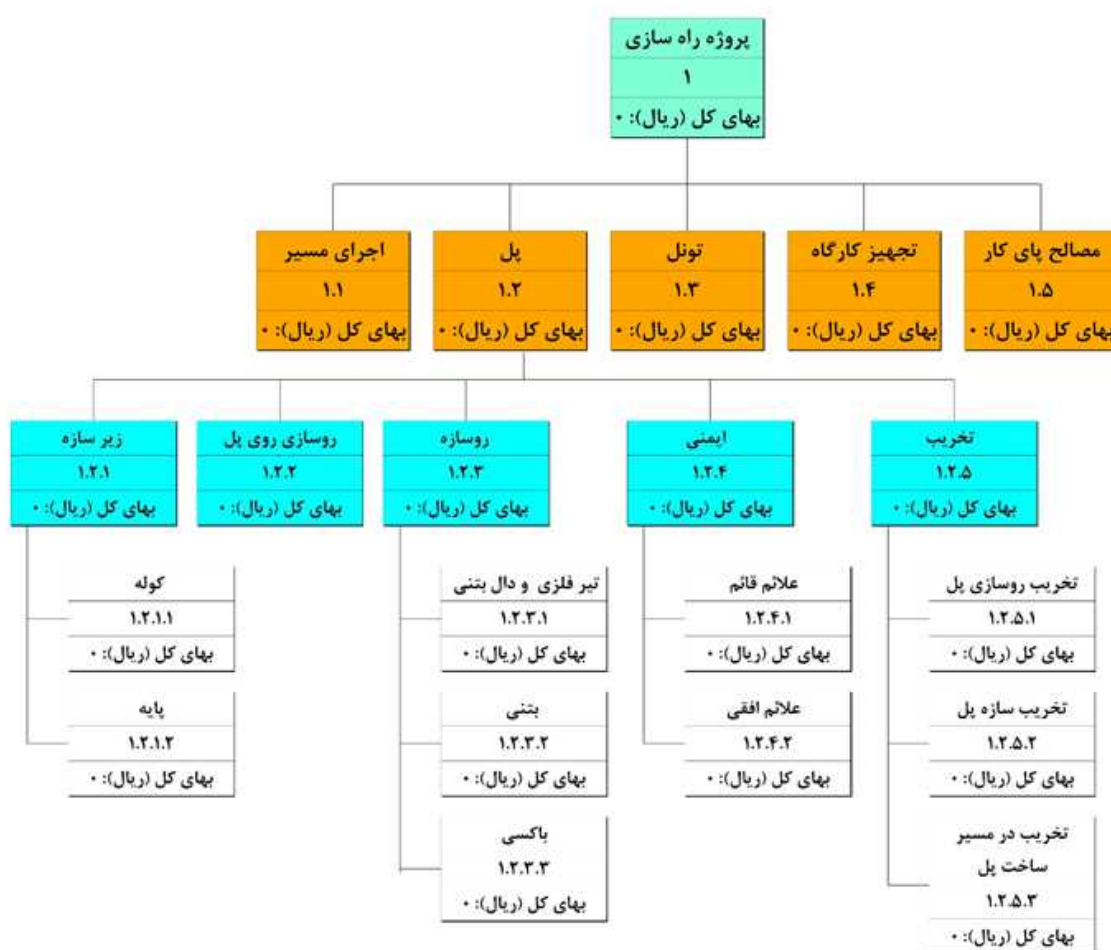 پروژه راه سازی
۱
بهای کل (ریال): ۰
اجرای مسیر
۱.۱
بهای کل (ریال): ۰
پل
۱.۲
بهای کل (ریال): ۰
تونل
۱.۳
بهای کل (ریال): ۰
تجهیز کارگاه
۱.۴
بهای کل (ریال): ۰
مصالح پای کار
۱.۵
بهای کل (ریال): ۰
زیر سازه
۱.۲.۱
بهای کل (ریال): ۰
روسازی روی پل
۱.۲.۲
بهای کل (ریال): ۰
روسازه
۱.۲.۳
بهای کل (ریال): ۰
ایمنی
۱.۲.۴
بهای کل (ریال): ۰
تخریب
۱.۲.۵
بهای کل (ریال): ۰
کوله
۱.۲.۱.۱
بهای کل (ریال): ۰
پایه
۱.۲.۱.۲
بهای کل (ریال): ۰
تیر فلزی و دال بتنی
۱.۲.۳.۱
بهای کل (ریال): ۰
بتنی
۱.۲.۳.۲
بهای کل (ریال): ۰
باکسی
۱.۲.۳.۳
بهای کل (ریال): ۰
علائم قائم
۱.۲.۴.۱
بهای کل (ریال): ۰
علائم افقی
۱.۲.۴.۲
بهای کل (ریال): ۰
تخریب روسازی پل
۱.۲.۵.۱
بهای کل (ریال): ۰
تخریب سازه پل
۱.۲.۵.۲
بهای کل (ریال): ۰
تخریب در مسیر
ساخت پل
۱.۲.۵.۳
بهای کل (ریال): ۰